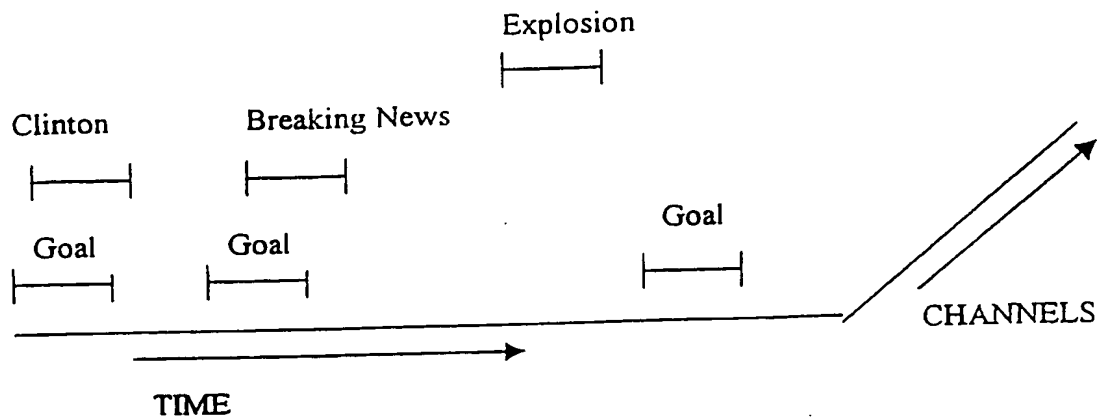 Explosion
Clinton
Breaking News
Goal
Goal
Goal
CHANNELS
TIME